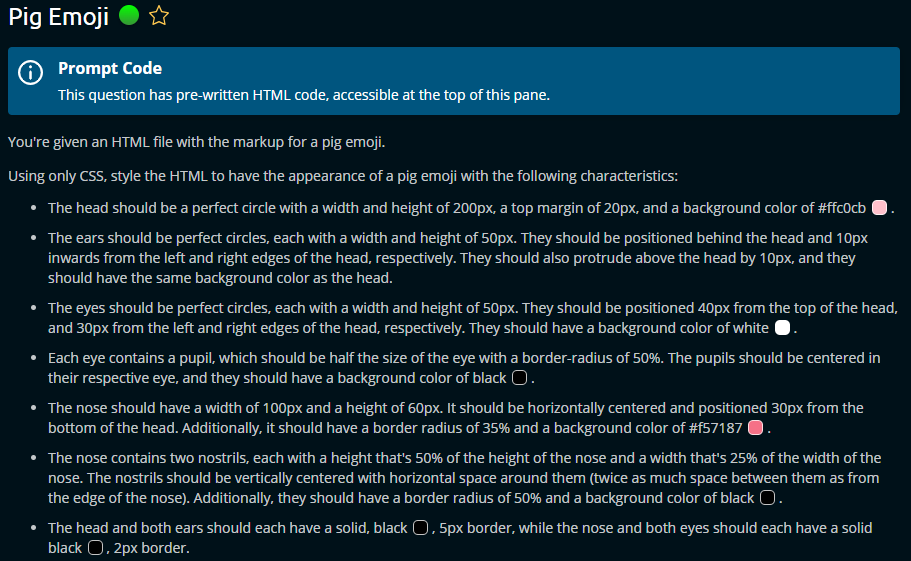 Pig Emoji
Prompt Code
This question has pre-written HTML code, accessible at the top of this pane.
You're given an HTML file with the markup for a pig emoji.
Using only CSS, style the HTML to have the appearance of a pig emoji with the following characteristics:
• The head should be a perfect circle with a width and height of 200px, a top margin of 20px, and a background color of #ffc0cb .
• The ears should be perfect circles, each with a width and height of 50px. They should be positioned behind the head and 10px
inwards from the left and right edges of the head, respectively. They should also protrude above the head by 10px, and they
should have the same background color as the head.
• The eyes should be perfect circles, each with a width and height of 50px. They should be positioned 40px from the top of the head,
and 30px from the left and right edges of the head, respectively. They should have a background color of white .
• Each eye contains a pupil, which should be half the size of the eye with a border-radius of 50%. The pupils should be centered in
their respective eye, and they should have a background color of black .
• The nose should have a width of 100px and a height of 60px. It should be horizontally centered and positioned 30px from the
bottom of the head. Additionally, it should have a border radius of 35% and a background color of #f57187 .
• The nose contains two nostrils, each with a height that's 50% of the height of the nose and a width that's 25% of the width of the
nose. The nostrils should be vertically centered with horizontal space around them (twice as much space between them as from
the edge of the nose). Additionally, they should have a border radius of 50% and a background color of black .
• The head and both ears should each have a solid, black , 5px border, while the nose and both eyes should each have a solid
black , 2px border.